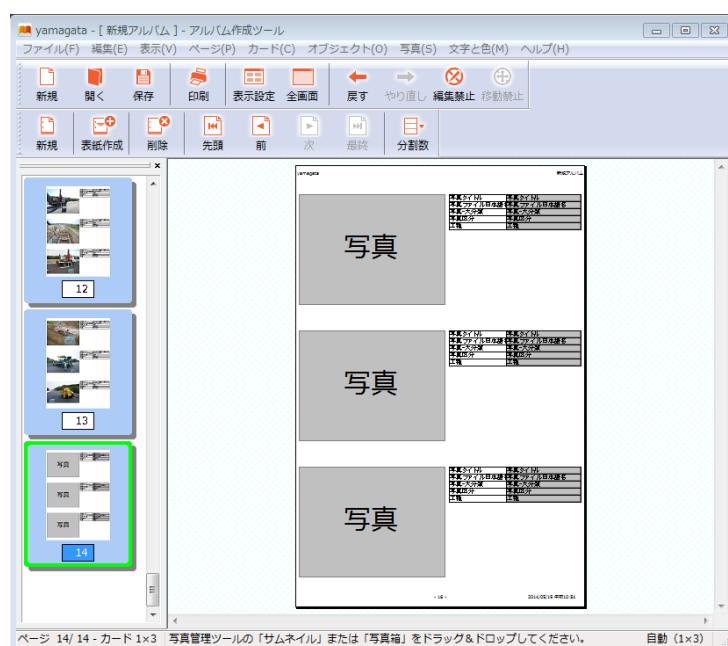 yamagata - [ 新規アルバム ] - アルバム作成ツール
ファイル(F) 編集(E) 表示(V) ページ(P) カード(C) オブジェクト(O) 写真(S) 文字と色(M) ヘルプ(H)
新規 開く 保存 印刷 表示設定 全画面 戻す やり直し 編集禁止 移動禁止
新規 表紙作成 削除 先頭 前 次 最終 分割数
12
13
写真
写真
写真
14
yamagata 新規アルバム
写真
写真タイトル 写真タイトル
写真ファイル日本語名 写真ファイル日本語名
写真-大分類 写真-大分類
写真区分 写真区分
工種 工種
写真
写真タイトル 写真タイトル
写真ファイル日本語名 写真ファイル日本語名
写真-大分類 写真-大分類
写真区分 写真区分
工種 工種
写真
写真タイトル 写真タイトル
写真ファイル日本語名 写真ファイル日本語名
写真-大分類 写真-大分類
写真区分 写真区分
工種 工種
- 16 -
ページ 14/ 14 - カード 1×3 写真管理ツールの「サムネイル」または「写真箱」をドラッグ＆ドロップしてください。 自動（1×3）